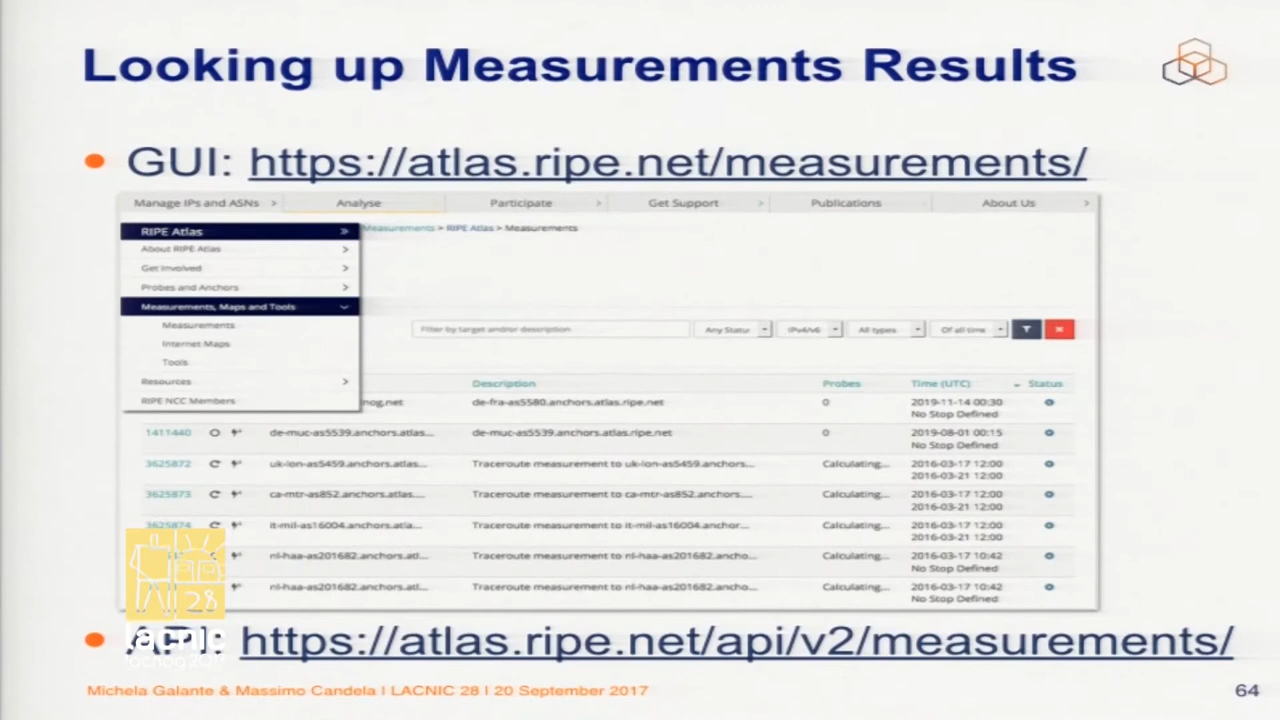 Looking up Measurements Results
• GUI: https://atlas.ripe.net/measurements/
Manage IPs and ASNs > Analyse Participate > Get Support > Publications About Us >
RIPE Atlas »
Measurements > RIPE Atlas > Measurements
About RIPE Atlas >
Get Involved >
Probes and Anchors >
Measurements, Maps and Tools
Measurements
Internet Maps
Tools
Resources >
RIPE NCC Members
Filter by target and/or description Any Status IPv4/v6 All types Of all time
Description Probes Time (UTC) Status
nog.net de-fra-as5580.anchors.atlas.ripe.net 0 2019-11-14 00:30
No Stop Defined
1411440 de-muc-as5539.anchors.atlas... de-muc-as5539.anchors.atlas.ripe.net 0 2019-08-01 00:15
No Stop Defined
3625872 uk-lon-as5459.anchors.atlas... Traceroute measurement to uk-lon-as5459.anchors... Calculating... 2016-03-17 12:00
2016-03-21 12:00
3625873 ca-mtr-as852.anchors.atlas.... Traceroute measurement to ca-mtr-as852.anchors... Calculating... 2016-03-17 12:00
2016-03-21 12:00
3625874 it-mil-as16004.anchors.atla... Traceroute measurement to it-mil-as16004.anchor... Calculating... 2016-03-17 12:00
2016-03-21 12:00
nl-haa-as201682.anchors.atl... Traceroute measurement to nl-haa-as201682.ancho... Calculating... 2016-03-17 10:42
No Stop Defined
nl-haa-as201682.anchors.atl... Traceroute measurement to nl-haa-as201682.ancho... Calculating... 2016-03-17 10:42
No Stop Defined
28
lacnic
• https://atlas.ripe.net/api/v2/measurements/
Michela Galante & Massimo Candela | LACNIC 28 | 20 September 2017
64